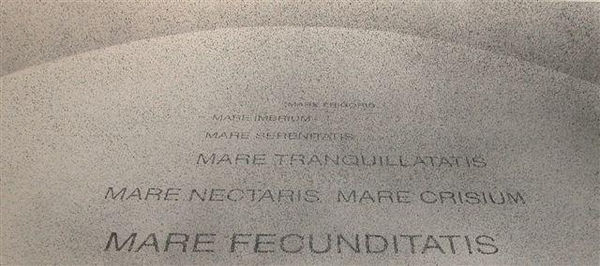 MARE FRIGORIS
MARE IMBRIUM
MARE SERENITATIS
MARE TRANQUILLATATIS
MARE NECTARIS MARE CRISIUM
MARE FECUNDITATIS